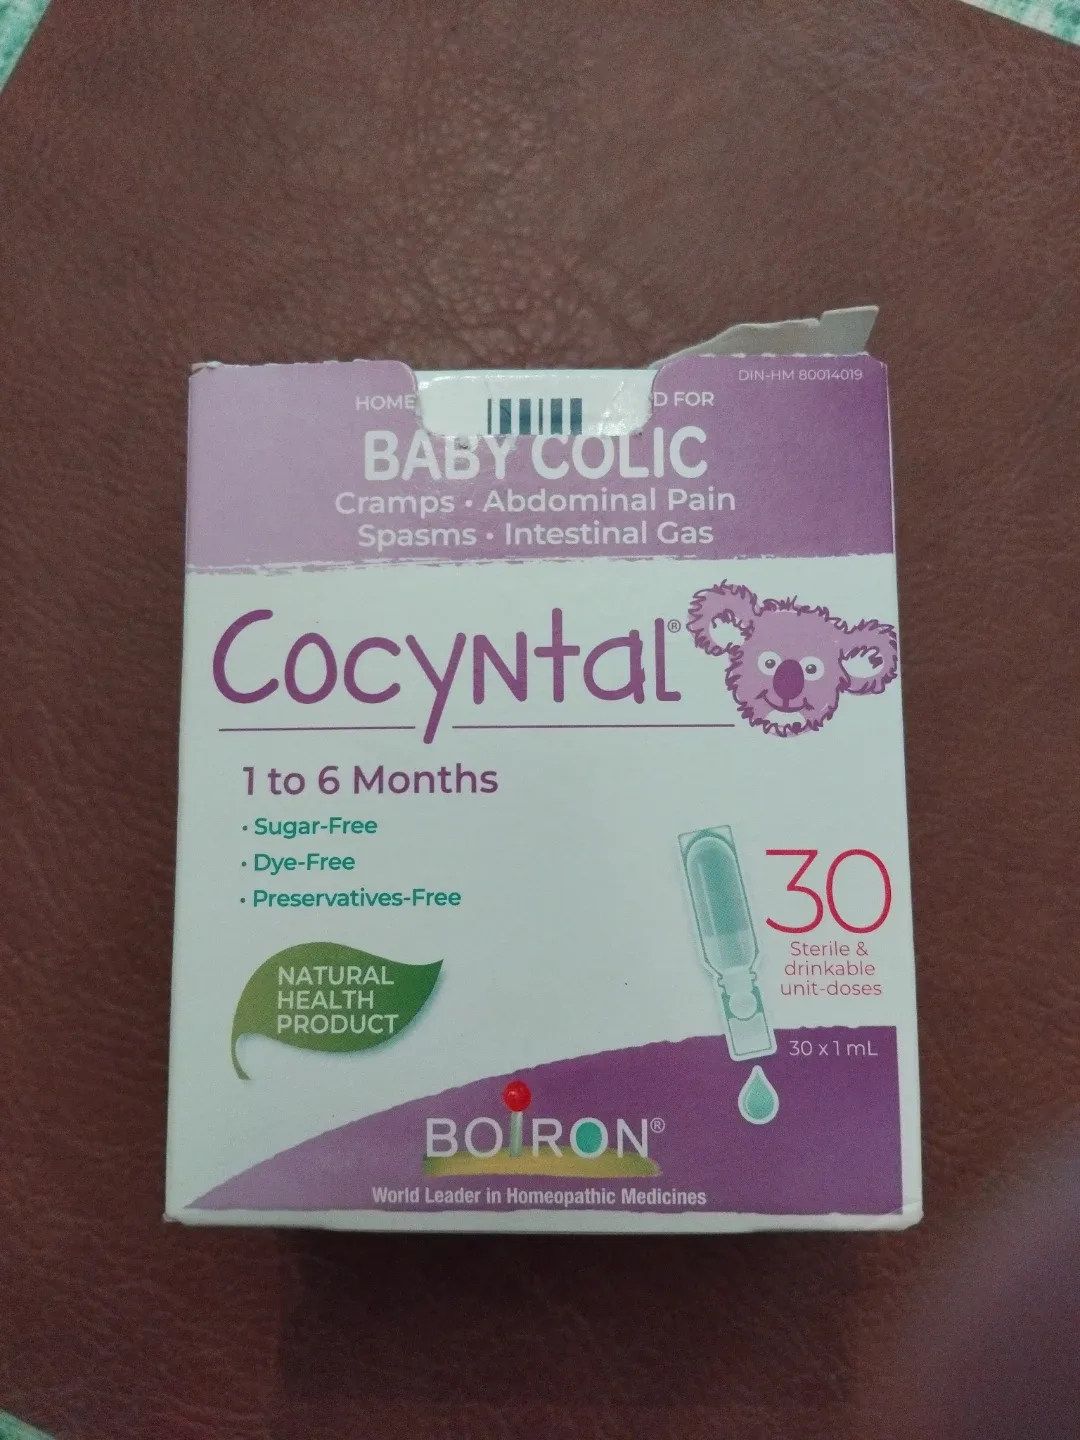 DIN-HM 80014019
HOME
D FOR
BABY COLIC
Cramps • Abdominal Pain
Spasms • Intestinal Gas
Cocyntal®
1 to 6 Months
• Sugar-Free
• Dye-Free
• Preservatives-Free
30
Sterile &
drinkable
unit-doses
30 x 1 mL
NATURAL
HEALTH
PRODUCT
BOIRON®
World Leader in Homeopathic Medicines